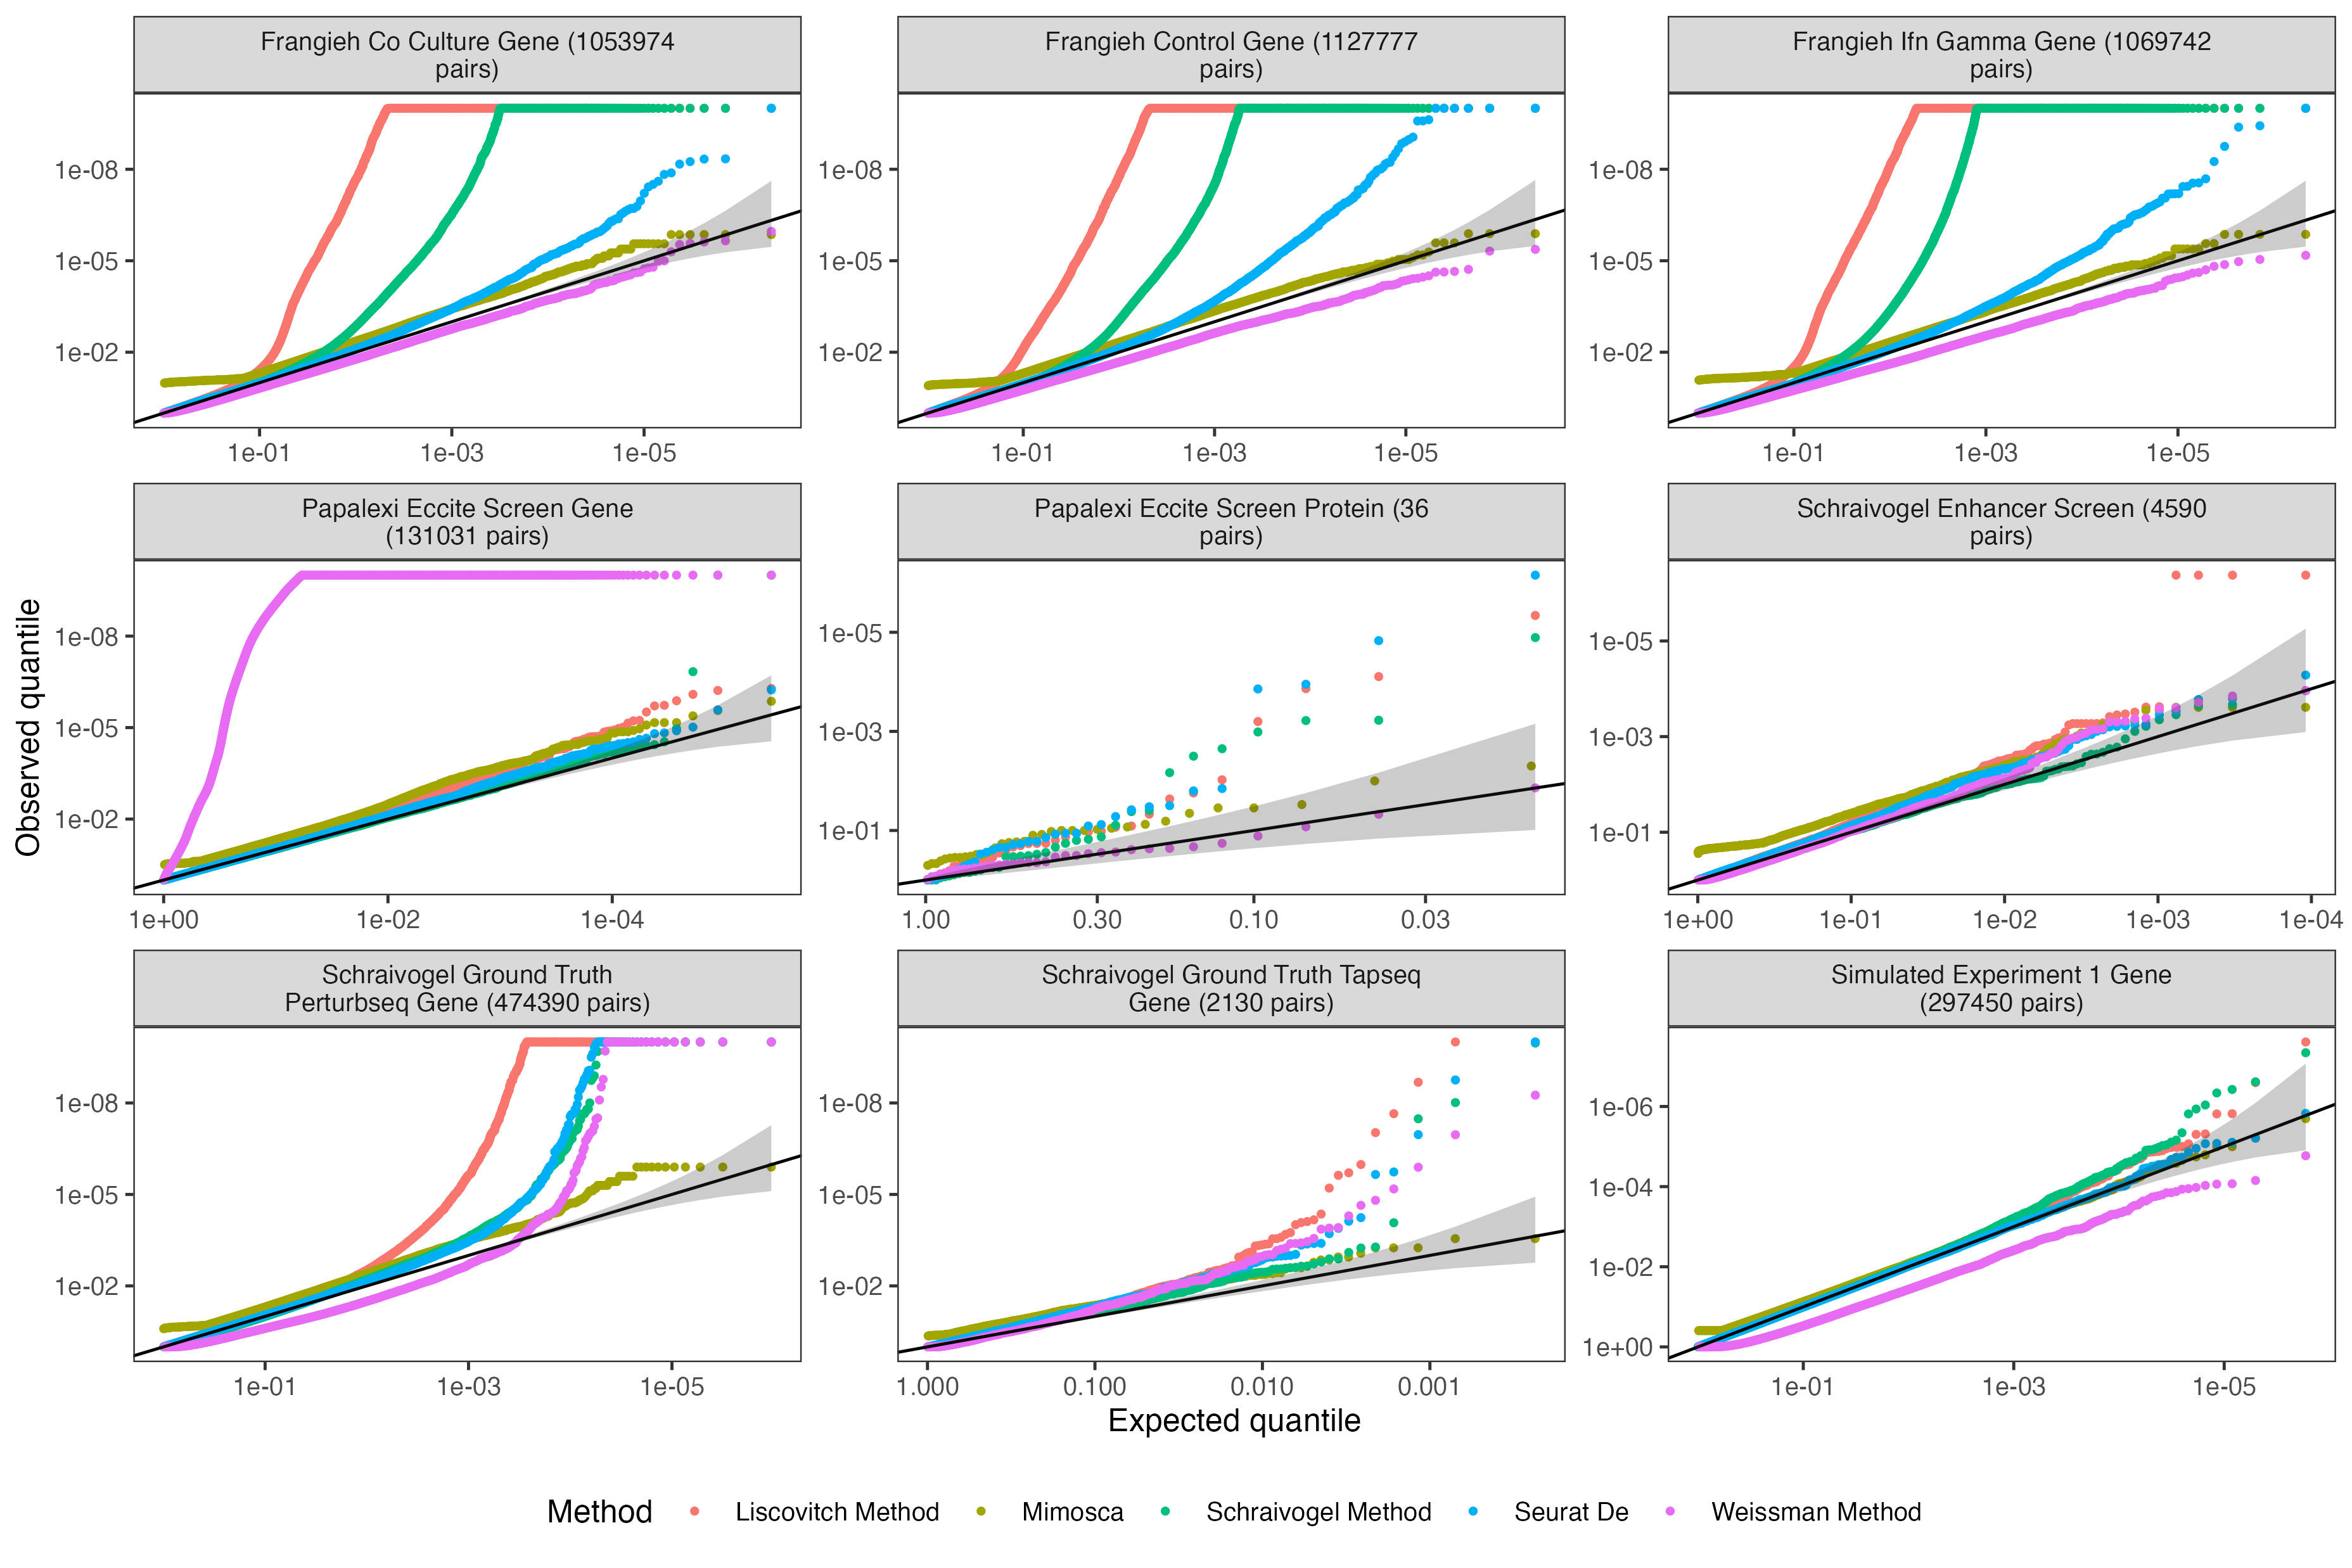 Frangieh Co Culture Gene (1053974
pairs)
Frangieh Control Gene (1127777
pairs)
Frangieh Ifn Gamma Gene (1069742
pairs)
1e-08
1e-05
1e-02
1e-01
1e-03
1e-05
1e-08
1e-05
1e-02
1e-01
1e-03
1e-05
1e-08
1e-05
1e-02
1e-01
1e-03
1e-05
Papalexi Eccite Screen Gene
(131031 pairs)
Papalexi Eccite Screen Protein (36
pairs)
Schraivogel Enhancer Screen (4590
pairs)
Observed quantile
1e-08
1e-05
1e-02
1e+00
1e-02
1e-04
1e-05
1e-03
1e-01
1.00
0.30
0.10
0.03
1e-05
1e-03
1e-01
1e+00
1e-01
1e-02
1e-03
1e-04
Schraivogel Ground Truth
Perturbseq Gene (474390 pairs)
Schraivogel Ground Truth Tapseq
Gene (2130 pairs)
Simulated Experiment 1 Gene
(297450 pairs)
1e-08
1e-05
1e-02
1e-01
1e-03
1e-05
1e-08
1e-05
1e-02
1.000
0.100
0.010
0.001
1e-06
1e-04
1e-02
1e+00
1e-01
1e-03
1e-05
Expected quantile
Method
Liscovitch Method
Mimosca
Schraivogel Method
Seurat De
Weissman Method